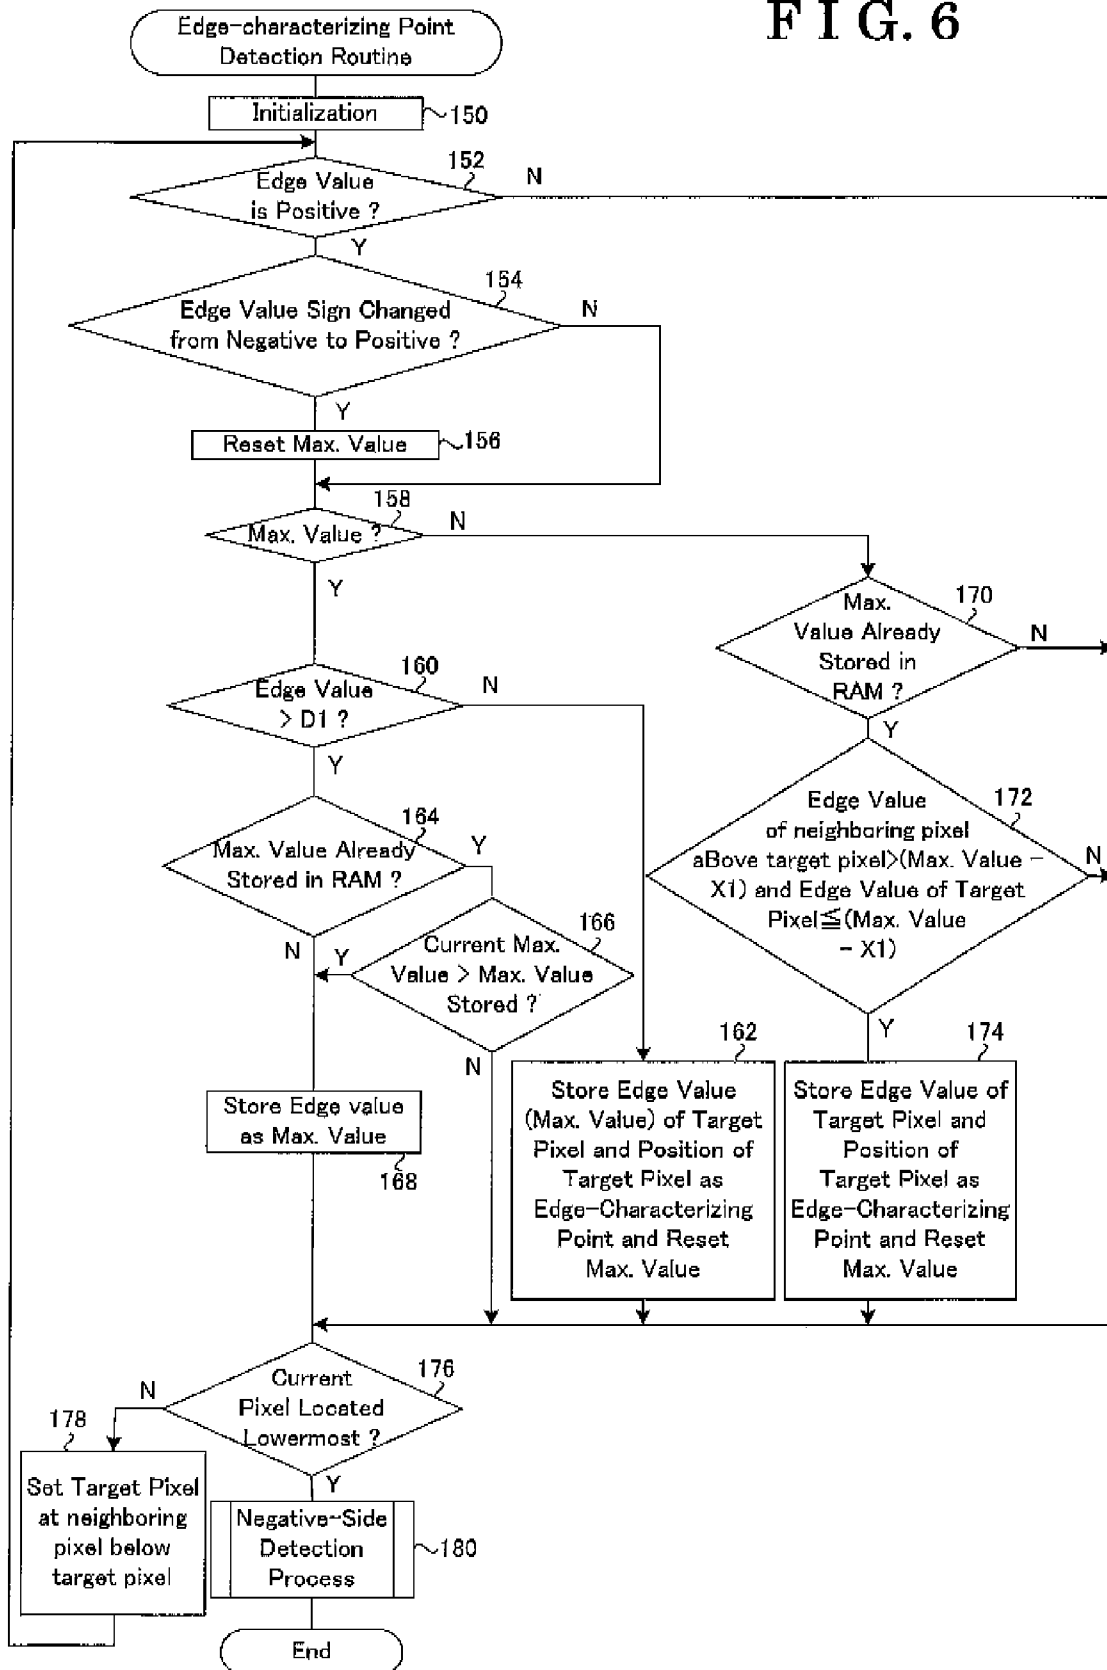 F I G. 6
Edge-characterizing Point
Detection Routine
Initialization
150
152
N
Edge Value
is Positive ?
Y
154
Edge Value Sign Changed
from Negative to Positive ?
N
Y
Reset Max. Value
156
158
Max. Value ?
N
Y
170
Max.
Value Already
Stored in
RAM ?
N
Y
160
Edge Value
> D1 ?
N
Y
164
Max. Value Already
Stored in RAM ?
Y
N
172
Edge Value
of neighboring pixel
aBove target pixel>(Max. Value -
X1) and Edge Value of Target
Pixel≦(Max. Value
- X1)
N
Y
166
Current Max.
Value > Max. Value
Stored ?
Y
N
162
Store Edge Value
(Max. Value) of Target
Pixel and Position of
Target Pixel as
Edge-Characterizing
Point and Reset
Max. Value
174
Store Edge Value of
Target Pixel and
Position of
Target Pixel as
Edge-Characterizing
Point and Reset
Max. Value
Store Edge value
as Max. Value
168
176
Current
Pixel Located
Lowermost ?
N
Y
178
Set Target Pixel
at neighboring
pixel below
target pixel
Negative-Side
Detection
Process
180
End